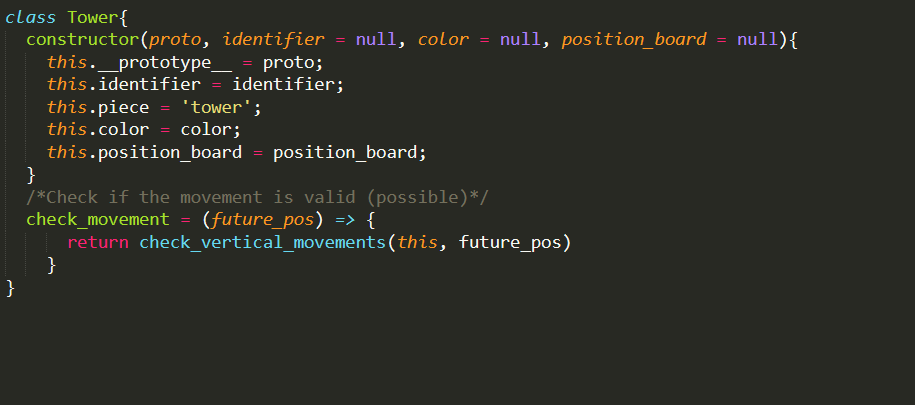 class Tower{
constructor(proto, identifier = null, color = null, position_board = null){
this.__prototype__ = proto;
this.identifier = identifier;
this.piece = 'tower';
this.color = color;
this.position_board = position_board;
}
/*Check if the movement is valid (possible)*/
check_movement = (future_pos) => {
return check_vertical_movements(this, future_pos)
}
}